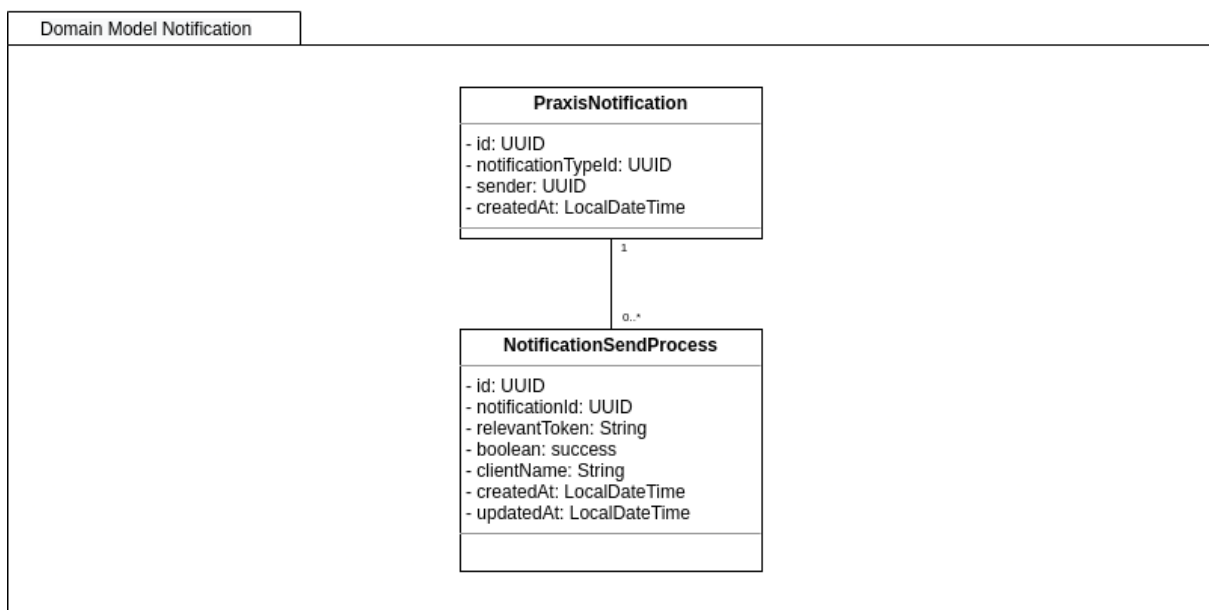 Domain Model Notification
PraxisNotification
- id: UUID
- notificationTypeId: UUID
- sender: UUID
- createdAt: LocalDateTime
1
0..*
NotificationSendProcess
- id: UUID
- notificationId: UUID
- relevantToken: String
- boolean: success
- clientName: String
- createdAt: LocalDateTime
- updatedAt: LocalDateTime